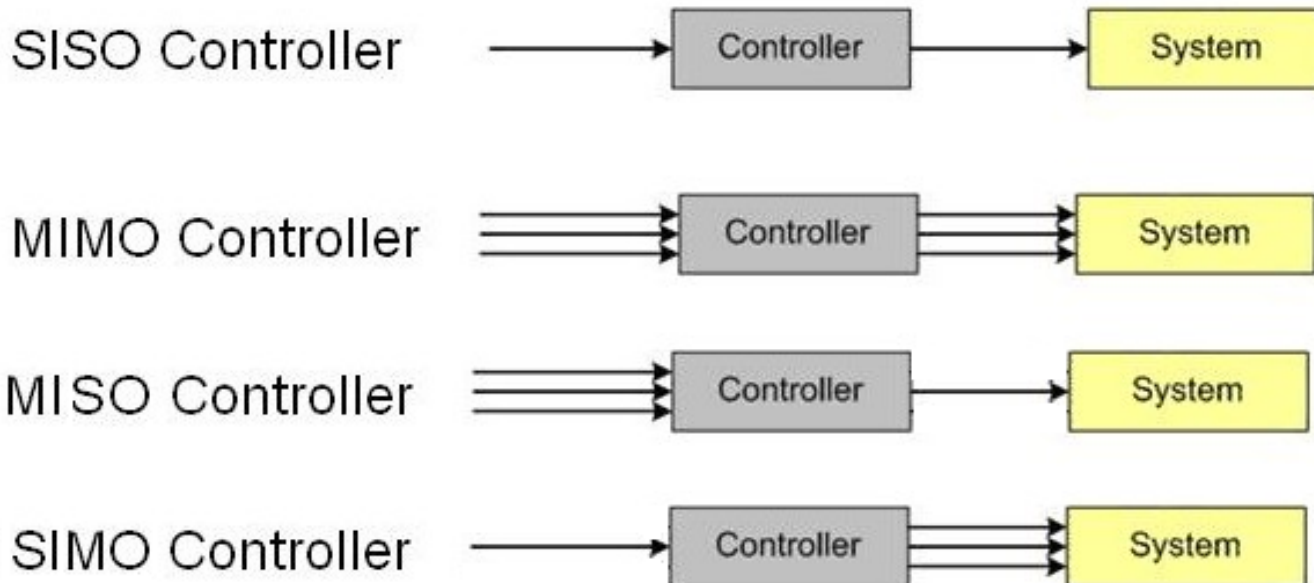 SISO Controller Controller System
MIMO Controller Controller System
MISO Controller Controller System
SIMO Controller Controller System